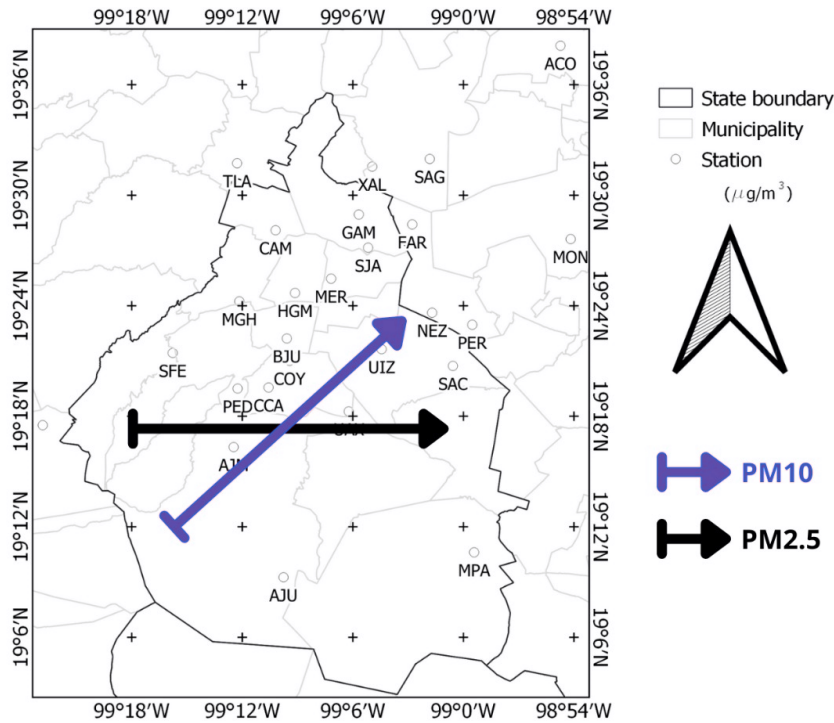 99°18'W 99°12'W 99°6'W 99°0'W 98°54'W
19°36'N
19°30'N
19°24'N
19°18'N
19°12'N
19°6'N
ACO
TLA
XAL
SAG
GAM
CAM
FAR
SJA
MON
MER
HGM
MGH
NEZ
PER
BJU
UIZ
SFE
COY
SAC
PED
CCA
AJU
MPA
19°36'N
19°30'N
19°24'N
19°18'N
19°12'N
19°6'N
99°18'W 99°12'W 99°6'W 99°0'W 98°54'W
State boundary
Municipality
Station
(μg/m³)
PM10
PM2.5